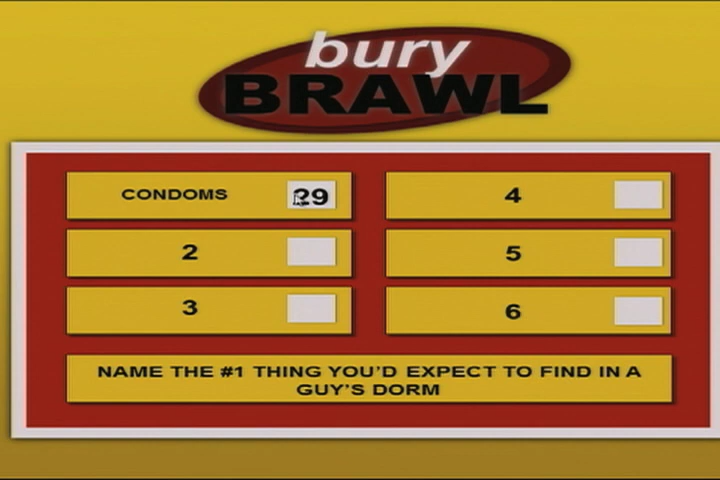 bury
BRAWL
CONDOMS 29 4
2 5
3 6
NAME THE #1 THING YOU'D EXPECT TO FIND IN A
GUY'S DORM